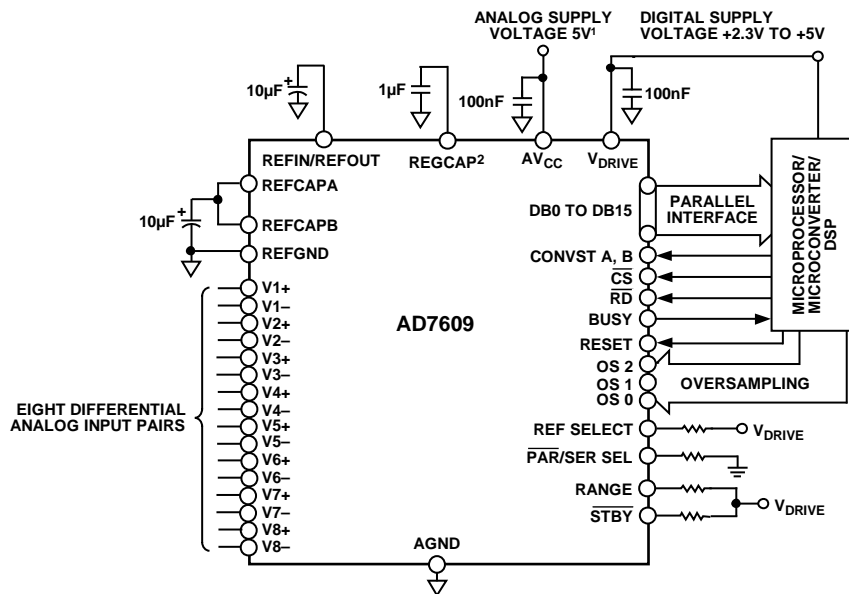 ANALOG SUPPLY
VOLTAGE 5V¹
DIGITAL SUPPLY
VOLTAGE +2.3V TO +5V
10µF
+
1µF
100nF
100nF
REFIN/REFOUT
REGCAP²
AVCC
VDRIVE
REFCAPA
REFCAPB
REFGND
10µF
+
DB0 TO DB15
PARALLEL
INTERFACE
MICROPROCESSOR/
MICROCONVERTER/
DSP
CONVST A, B
CS
RD
BUSY
RESET
OS 2
OS 1
OS 0
OVERSAMPLING
AD7609
V1+
V1–
V2+
V2–
V3+
V3–
V4+
V4–
V5+
V5–
V6+
V6–
V7+
V7–
V8+
V8–
EIGHT DIFFERENTIAL
ANALOG INPUT PAIRS
REF SELECT
VDRIVE
PAR/SER SEL
RANGE
STBY
VDRIVE
AGND